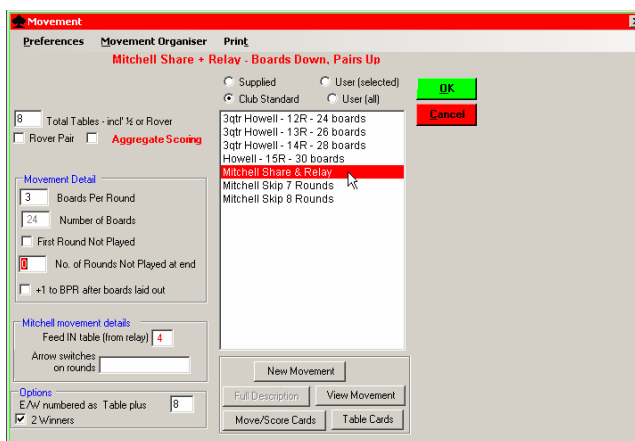 Movement
Preferences Movement Organiser Print
Mitchell Share + Relay - Boards Down, Pairs Up
Supplied User (selected)
Club Standard User (all)
OK
Cancel
8 Total Tables - incl' ½ or Rover
Rover Pair Aggregate Scoring
3qtr Howell - 12R - 24 boards
3qtr Howell - 13R - 26 boards
3qtr Howell - 14R - 28 boards
Howell - 15R - 30 boards
Mitchell Share & Relay
Mitchell Skip 7 Rounds
Mitchell Skip 8 Rounds
Movement Detail
3 Boards Per Round
24 Number of Boards
First Round Not Played
0 No. of Rounds Not Played at end
+1 to BPR after boards laid out
Mitchell movement details
Feed IN table (from relay) 4
Arrow switches
on rounds
Options
E/W numbered as Table plus 8
2 Winners
New Movement
Full Description View Movement
Move/Score Cards Table Cards